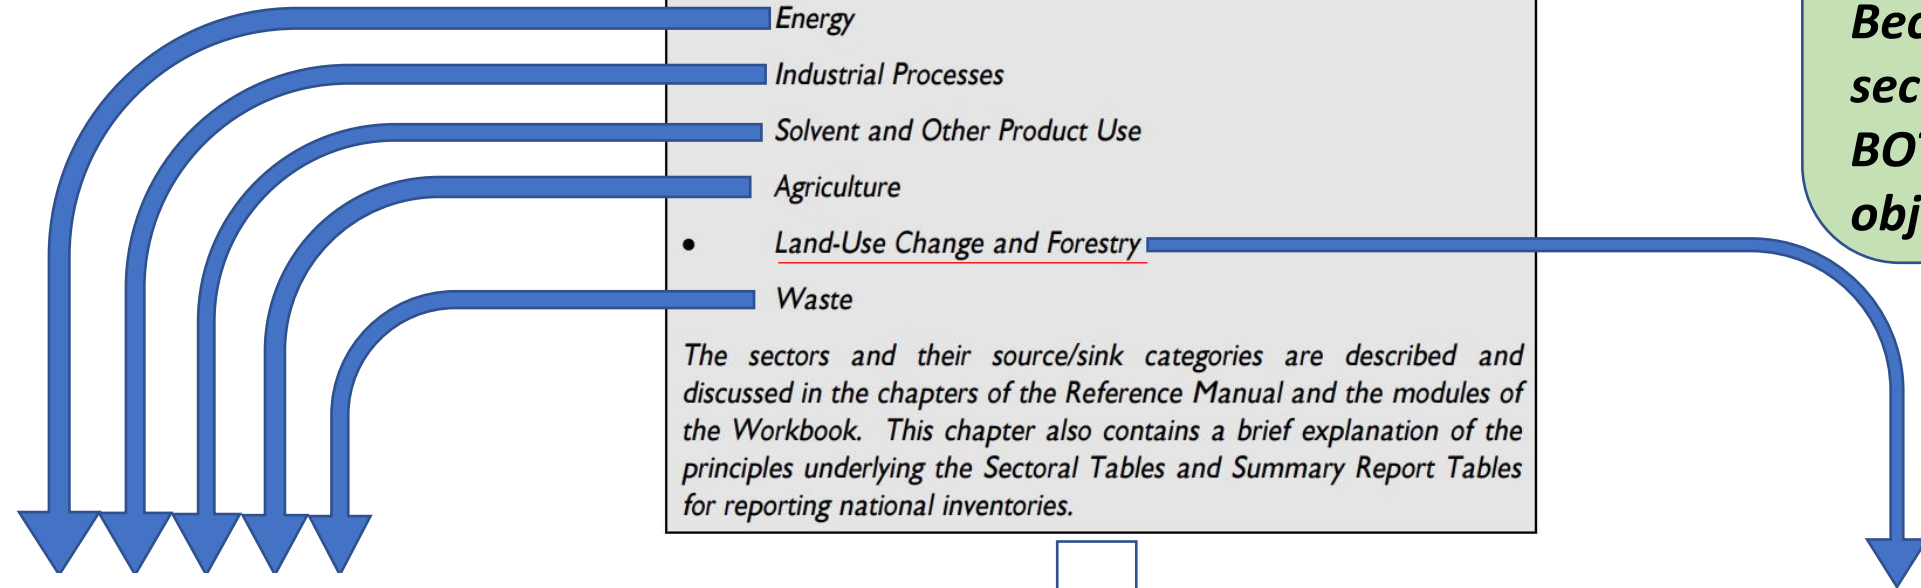 Energy
Industrial Processes
Solvent and Other Product Use
Agriculture
• Land-Use Change and Forestry
Waste
The sectors and their source/sink categories are described and
discussed in the chapters of the Reference Manual and the modules of
the Workbook. This chapter also contains a brief explanation of the
principles underlying the Sectoral Tables and Summary Report Tables
for reporting national inventories.